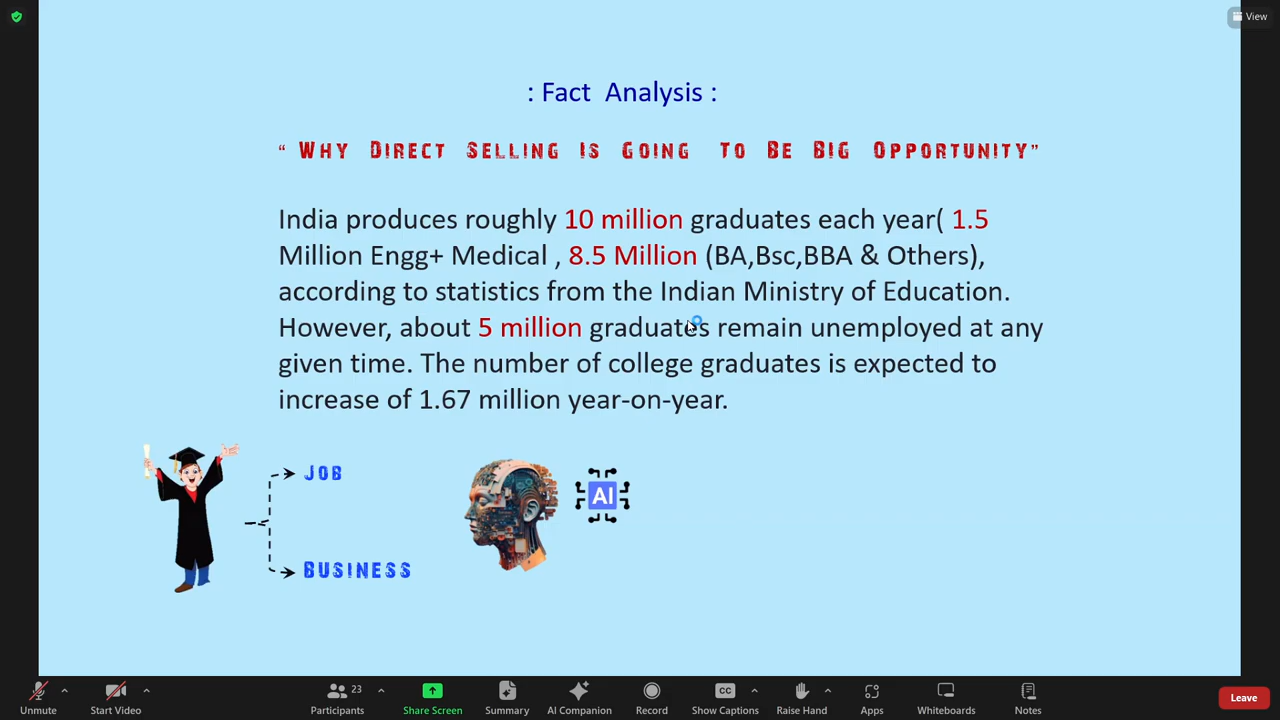 View
: Fact Analysis :
“ Why Direct Selling is Going to Be Big Opportunity”
India produces roughly 10 million graduates each year( 1.5
Million Engg+ Medical , 8.5 Million (BA,Bsc,BBA & Others),
according to statistics from the Indian Ministry of Education.
However, about 5 million graduates remain unemployed at any
given time. The number of college graduates is expected to
increase of 1.67 million year-on-year.
Job
AI
Business
23
CC
Unmute Start Video Participants Share Screen Summary AI Companion Record Show Captions Raise Hand Apps Whiteboards Notes Leave